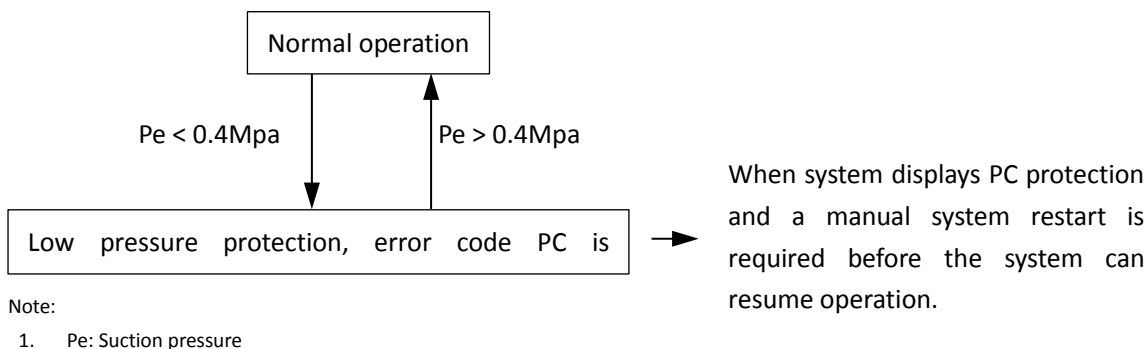 Normal operation
Pe < 0.4Mpa
Pe > 0.4Mpa
Low pressure protection, error code PC is
When system displays PC protection
and a manual system restart is
required before the system can
resume operation.
Note:
1. Pe: Suction pressure